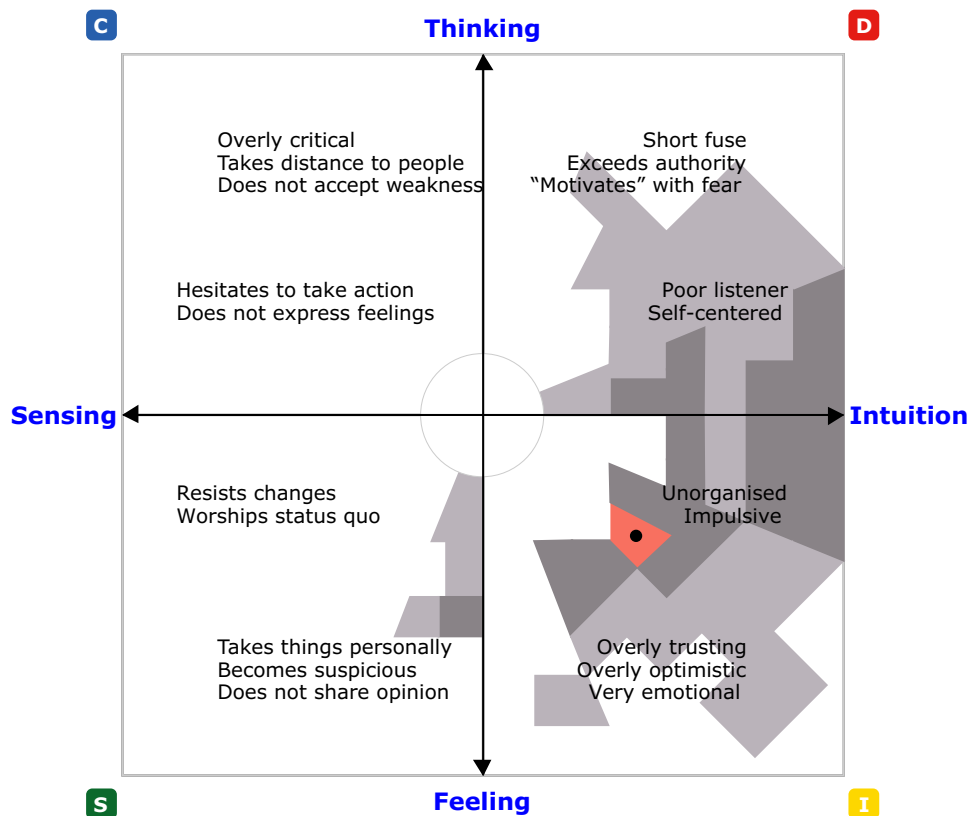 C
Thinking
D
Overly critical
Takes distance to people
Does not accept weakness
Short fuse
Exceeds authority
“Motivates” with fear
Hesitates to take action
Does not express feelings
Poor listener
Self-centered
Sensing
Intuition
Resists changes
Worships status quo
Unorganised
Impulsive
Takes things personally
Becomes suspicious
Does not share opinion
Overly trusting
Overly optimistic
Very emotional
S
Feeling
I